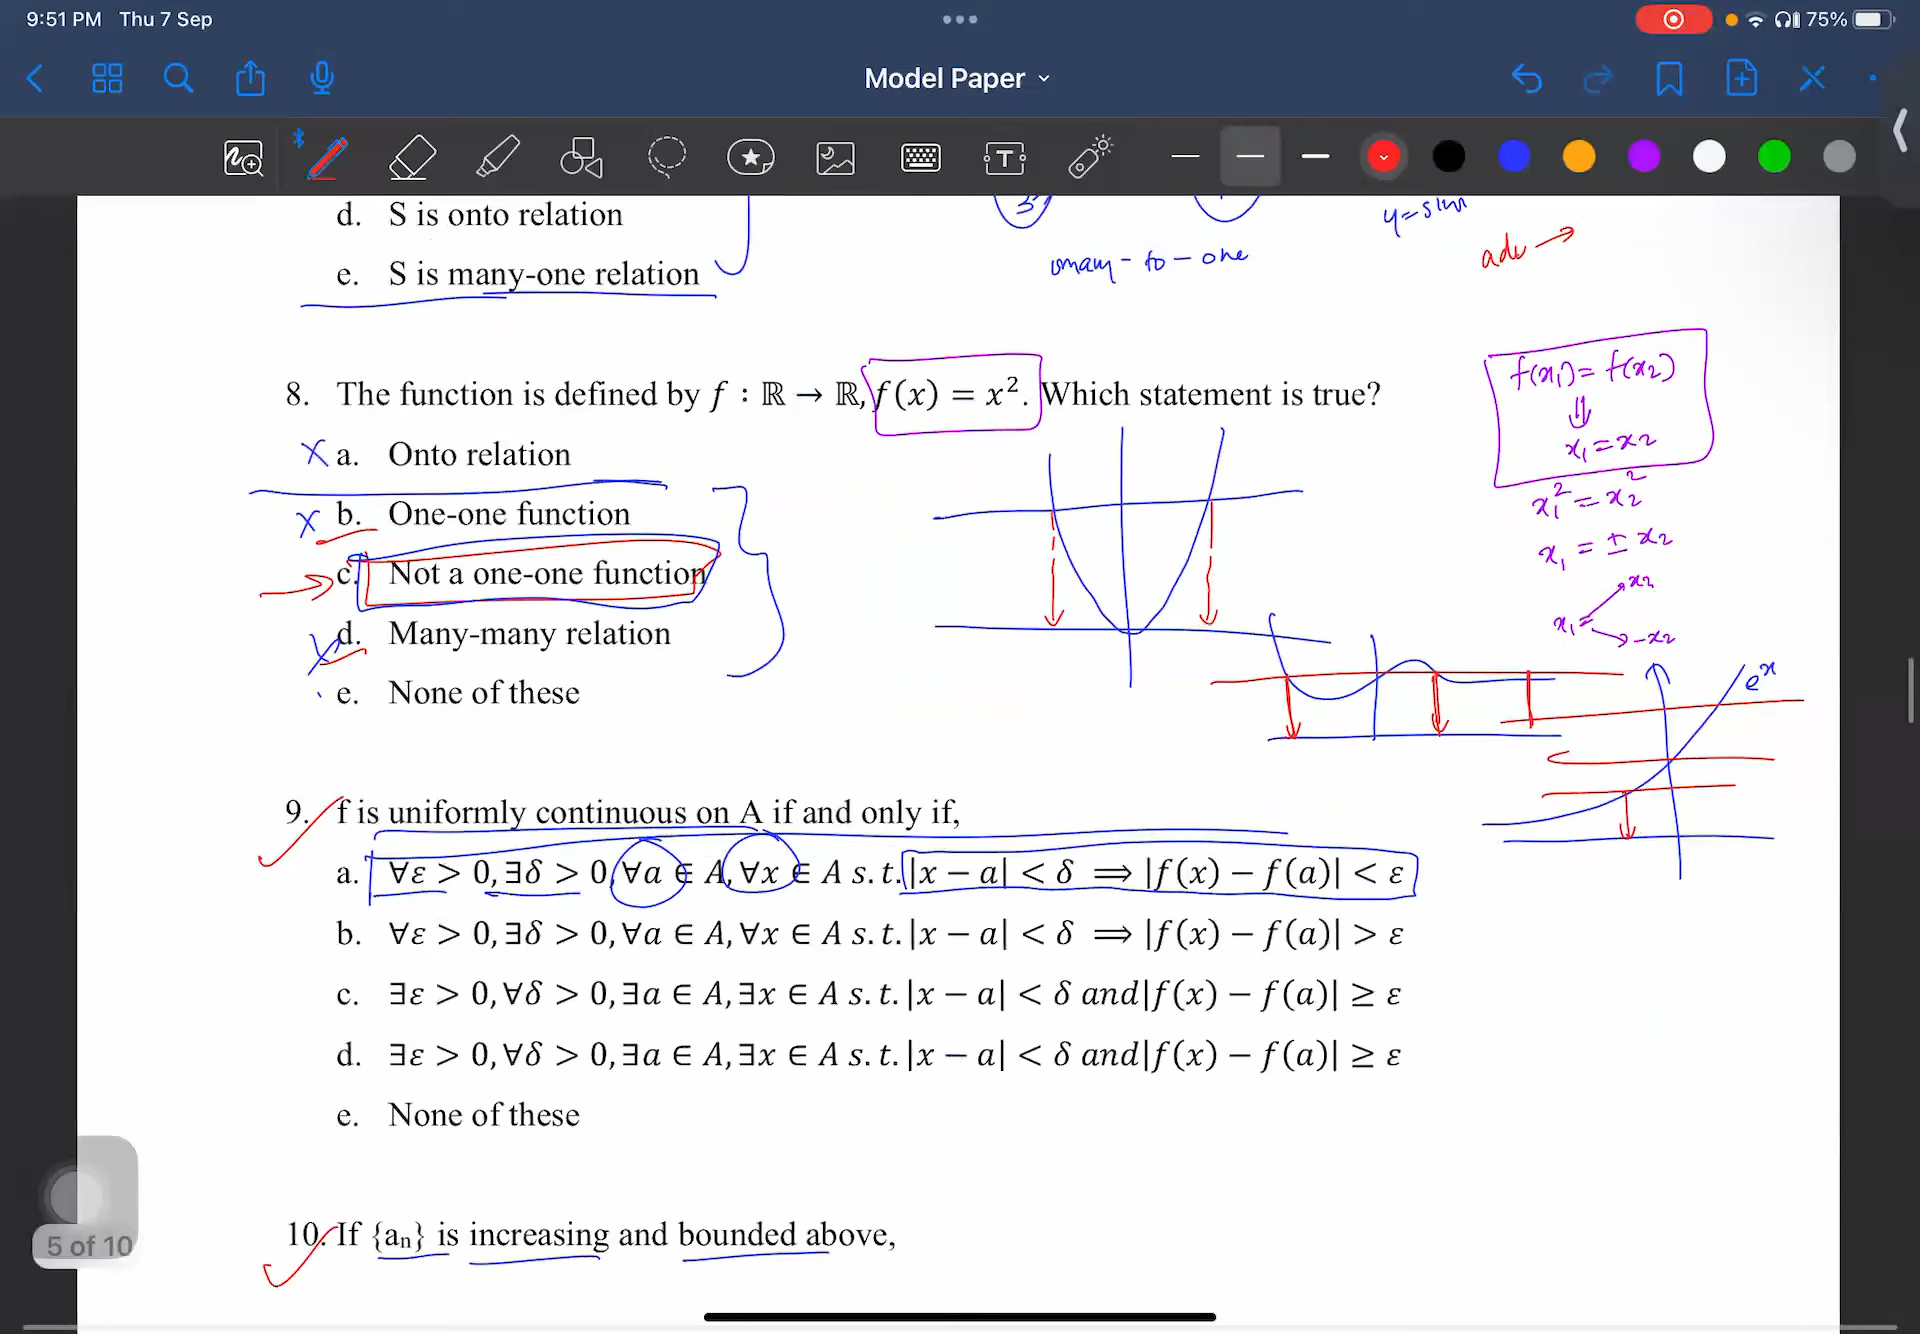 9:51 PM Thu 7 Sep
75%
Model Paper
d. S is onto relation
y=sin
e. S is many-one relation
many-to-one
adv →
8. The function is defined by f : ℝ → ℝ, f(x) = x². Which statement is true?
f(x₁) = f(x₂)
⇓
x₁ = x₂
X a. Onto relation
x₁² = x₂²
X b. One-one function
x₁ = ± x₂
c. Not a one-one function
x₂
x₁ =
-x₂
X d. Many-many relation
e. None of these
eˣ
9. f is uniformly continuous on A if and only if,
a. ∀ε > 0, ∃δ > 0, ∀a ∈ A, ∀x ∈ A s.t. |x − a| < δ ⟹ |f(x) − f(a)| < ε
b. ∀ε > 0, ∃δ > 0, ∀a ∈ A, ∀x ∈ A s.t. |x − a| < δ ⟹ |f(x) − f(a)| > ε
c. ∃ε > 0, ∀δ > 0, ∃a ∈ A, ∃x ∈ A s.t. |x − a| < δ and|f(x) − f(a)| ≥ ε
d. ∃ε > 0, ∀δ > 0, ∃a ∈ A, ∃x ∈ A s.t. |x − a| < δ and|f(x) − f(a)| ≥ ε
e. None of these
10. If {aₙ} is increasing and bounded above,
5 of 10